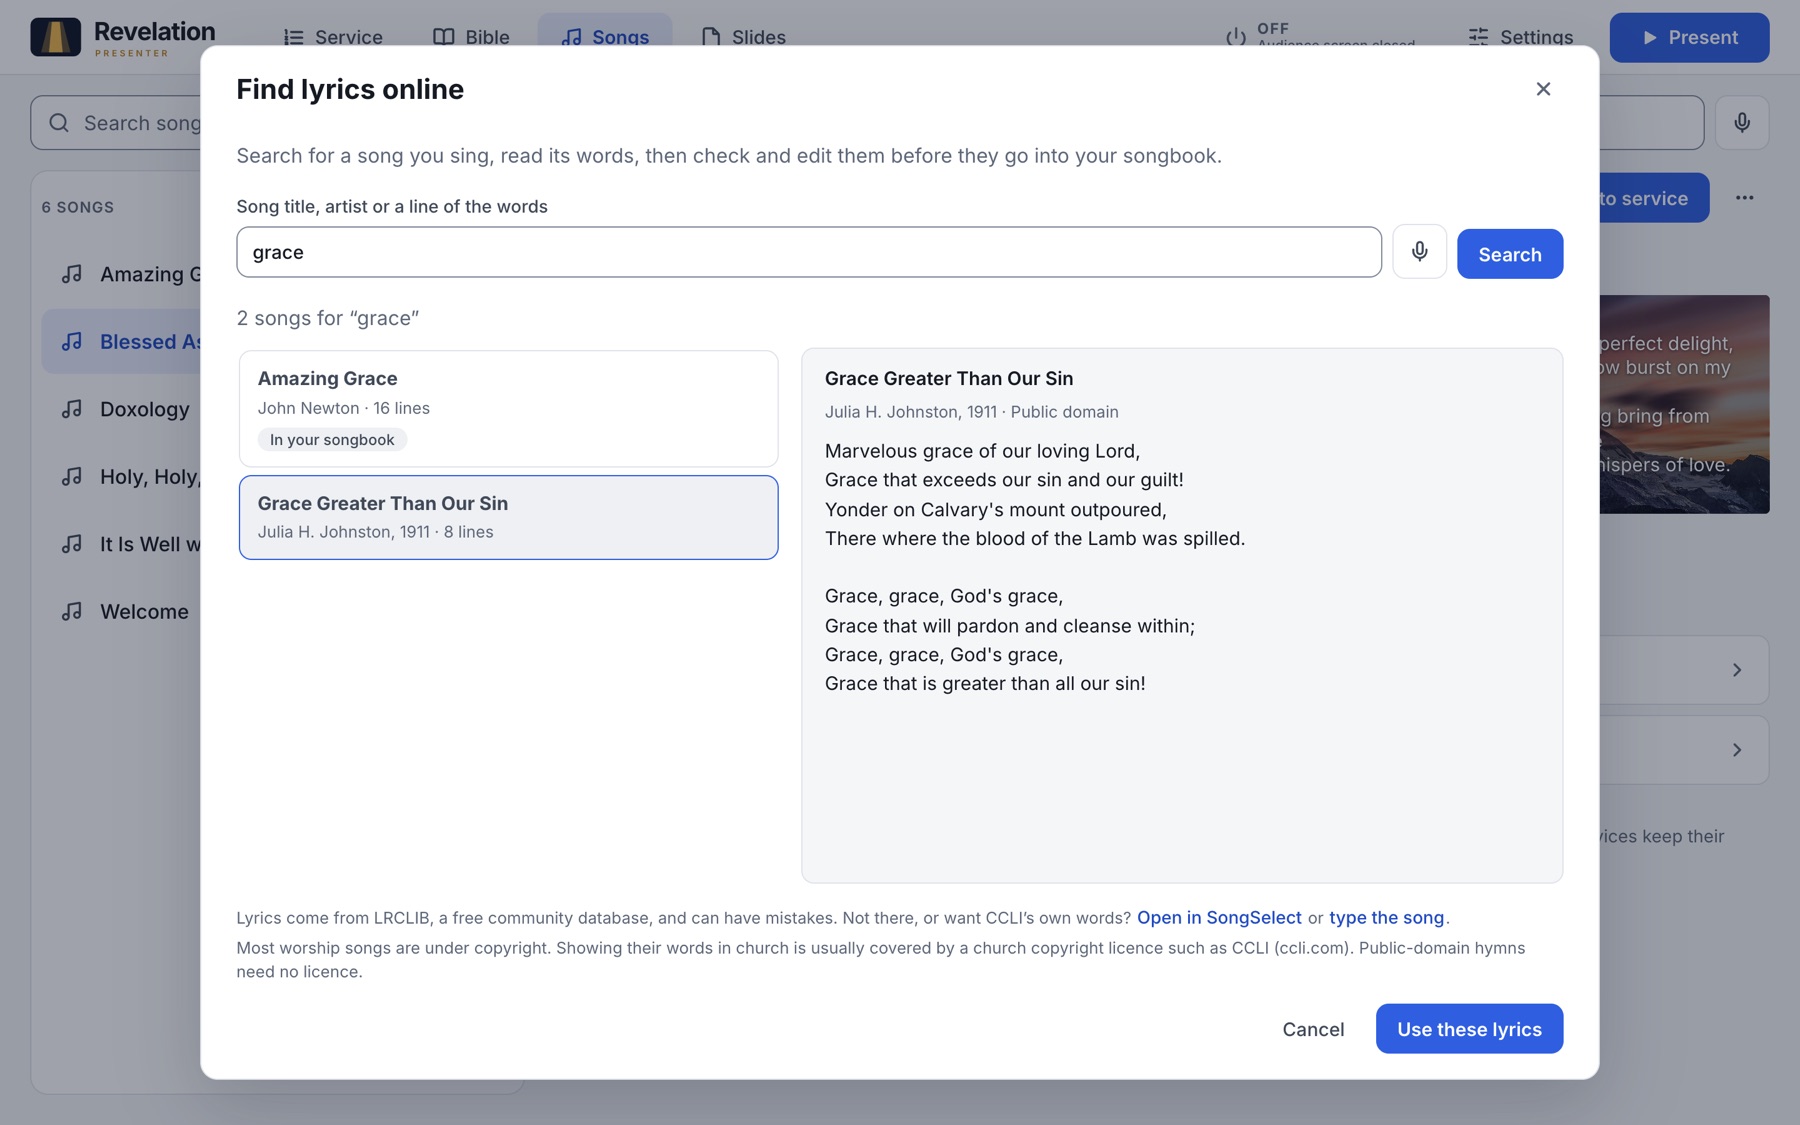 Revelation
PRESENTER
Service
Bible
Songs
Slides
OFF
Audience screen closed
Settings
Present
Find lyrics online
Search song
Search for a song you sing, read its words, then check and edit them before they go into your songbook.
6 SONGS
Song title, artist or a line of the words
to service
grace
Search
Amazing G
2 songs for “grace”
Blessed As
Amazing Grace
John Newton · 16 lines
In your songbook
Grace Greater Than Our Sin
Julia H. Johnston, 1911 · 8 lines
Doxology
Holy, Holy,
It Is Well w
Welcome
Grace Greater Than Our Sin
Julia H. Johnston, 1911 · Public domain
Marvelous grace of our loving Lord,
Grace that exceeds our sin and our guilt!
Yonder on Calvary's mount outpoured,
There where the blood of the Lamb was spilled.
Grace, grace, God's grace,
Grace that will pardon and cleanse within;
Grace, grace, God's grace,
Grace that is greater than all our sin!
perfect delight,
burst on my
bring from
of love.
keep their
Lyrics come from LRCLIB, a free community database, and can have mistakes. Not there, or want CCLI’s own words? Open in SongSelect or type the song.
Most worship songs are under copyright. Showing their words in church is usually covered by a church copyright licence such as CCLI (ccli.com). Public-domain hymns
need no licence.
Cancel
Use these lyrics